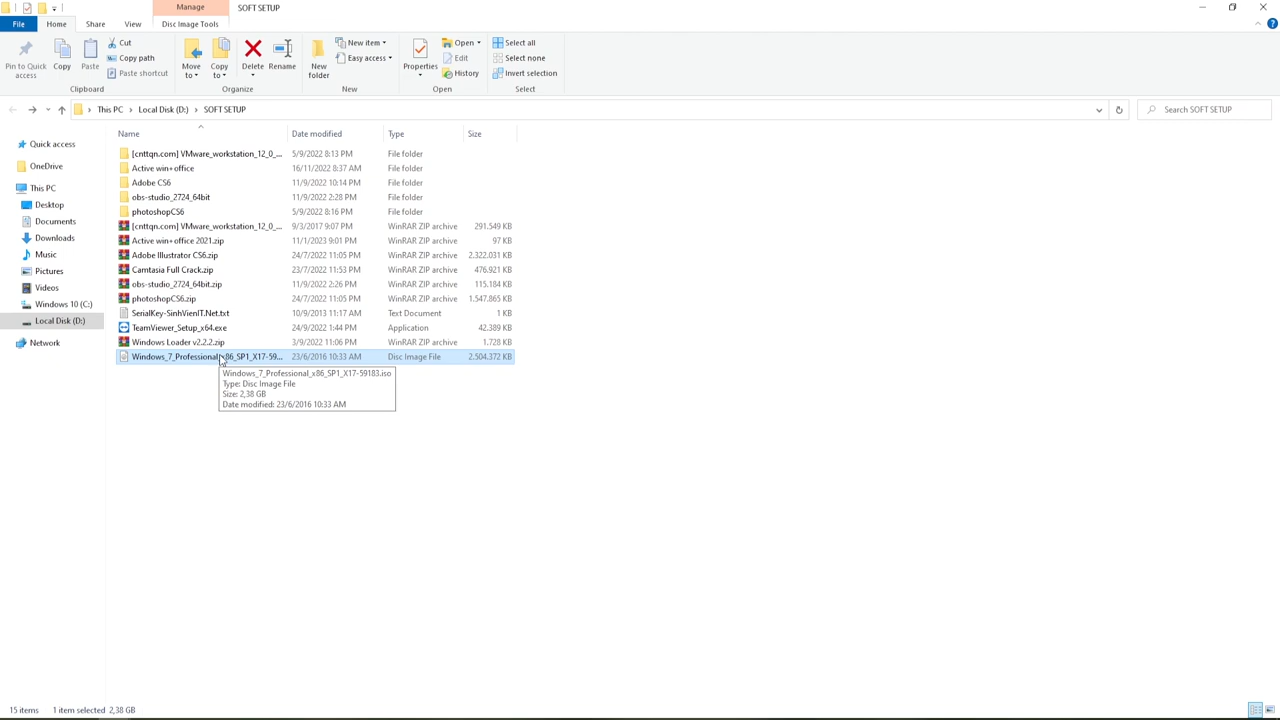 Manage
SOFT SETUP
File
Home
Share
View
Disc Image Tools
Pin to Quick access
Copy
Paste
Cut
Copy path
Paste shortcut
Clipboard
Move to
Copy to
Delete
Rename
Organize
New folder
New item
Easy access
New
Properties
Open
Edit
History
Open
Select all
Select none
Invert selection
Select
This PC > Local Disk (D:) > SOFT SETUP
Search SOFT SETUP
Name Date modified Type Size
Quick access
OneDrive
This PC
Desktop
Documents
Downloads
Music
Pictures
Videos
Windows 10 (C:)
Local Disk (D:)
Network
[cnttqn.com] VMware_workstation_12_0_... 5/9/2022 8:13 PM File folder
Active win+office 16/11/2022 8:37 AM File folder
Adobe CS6 11/9/2022 10:14 PM File folder
obs-studio_2724_64bit 11/9/2022 2:28 PM File folder
photoshopCS6 5/9/2022 8:16 PM File folder
[cnttqn.com] VMware_workstation_12_0_... 9/3/2017 9:07 PM WinRAR ZIP archive 291.549 KB
Active win+office 2021.zip 11/1/2023 9:01 PM WinRAR ZIP archive 97 KB
Adobe Illustrator CS6.zip 24/7/2022 11:05 PM WinRAR ZIP archive 2.322.031 KB
Camtasia Full Crack.zip 23/7/2022 11:53 PM WinRAR ZIP archive 476.921 KB
obs-studio_2724_64bit.zip 11/9/2022 2:26 PM WinRAR ZIP archive 115.184 KB
photoshopCS6.zip 24/7/2022 11:05 PM WinRAR ZIP archive 1.547.865 KB
SerialKey-SinhVienIT.Net.txt 10/9/2013 11:17 AM Text Document 1 KB
TeamViewer_Setup_x64.exe 24/9/2022 1:44 PM Application 42.389 KB
Windows Loader v2.2.2.zip 3/9/2022 11:06 PM WinRAR ZIP archive 1.728 KB
Windows_7_Professional_x86_SP1_X17-59... 23/6/2016 10:33 AM Disc Image File 2.504.372 KB
Windows_7_Professional_x86_SP1_X17-59183.iso
Type: Disc Image File
Size: 2,38 GB
Date modified: 23/6/2016 10:33 AM
15 items 1 item selected 2,38 GB